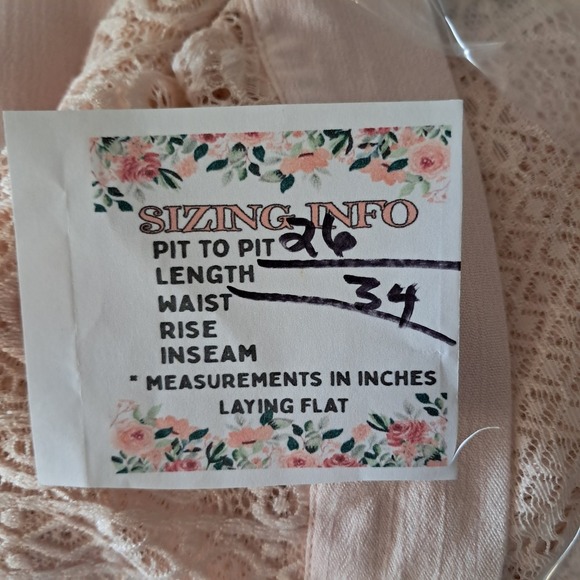 SIZING INFO
PIT TO PIT 26
LENGTH 34
WAIST
RISE
INSEAM
* MEASUREMENTS IN INCHES
LAYING FLAT